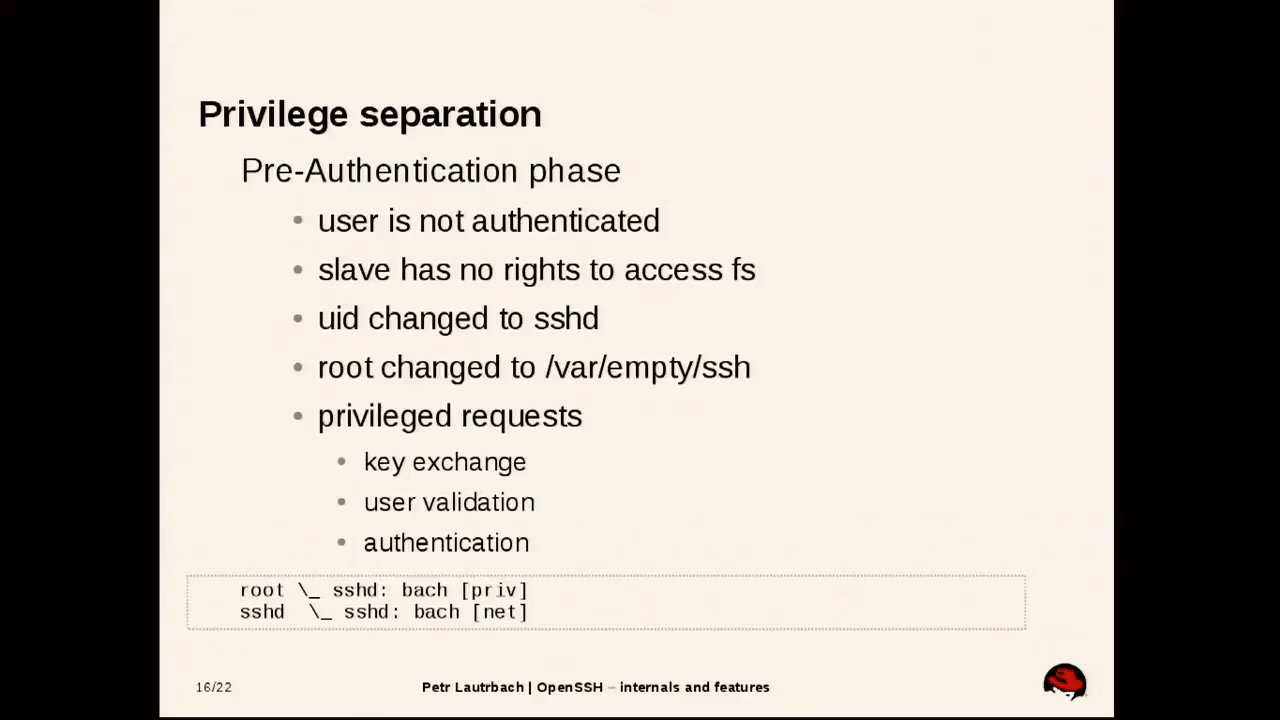 Privilege separation
Pre-Authentication phase
• user is not authenticated
• slave has no rights to access fs
• uid changed to sshd
• root changed to /var/empty/ssh
• privileged requests
• key exchange
• user validation
• authentication
root \_ sshd: bach [priv]
sshd  \_ sshd: bach [net]
16/22
Petr Lautrbach | OpenSSH – internals and features